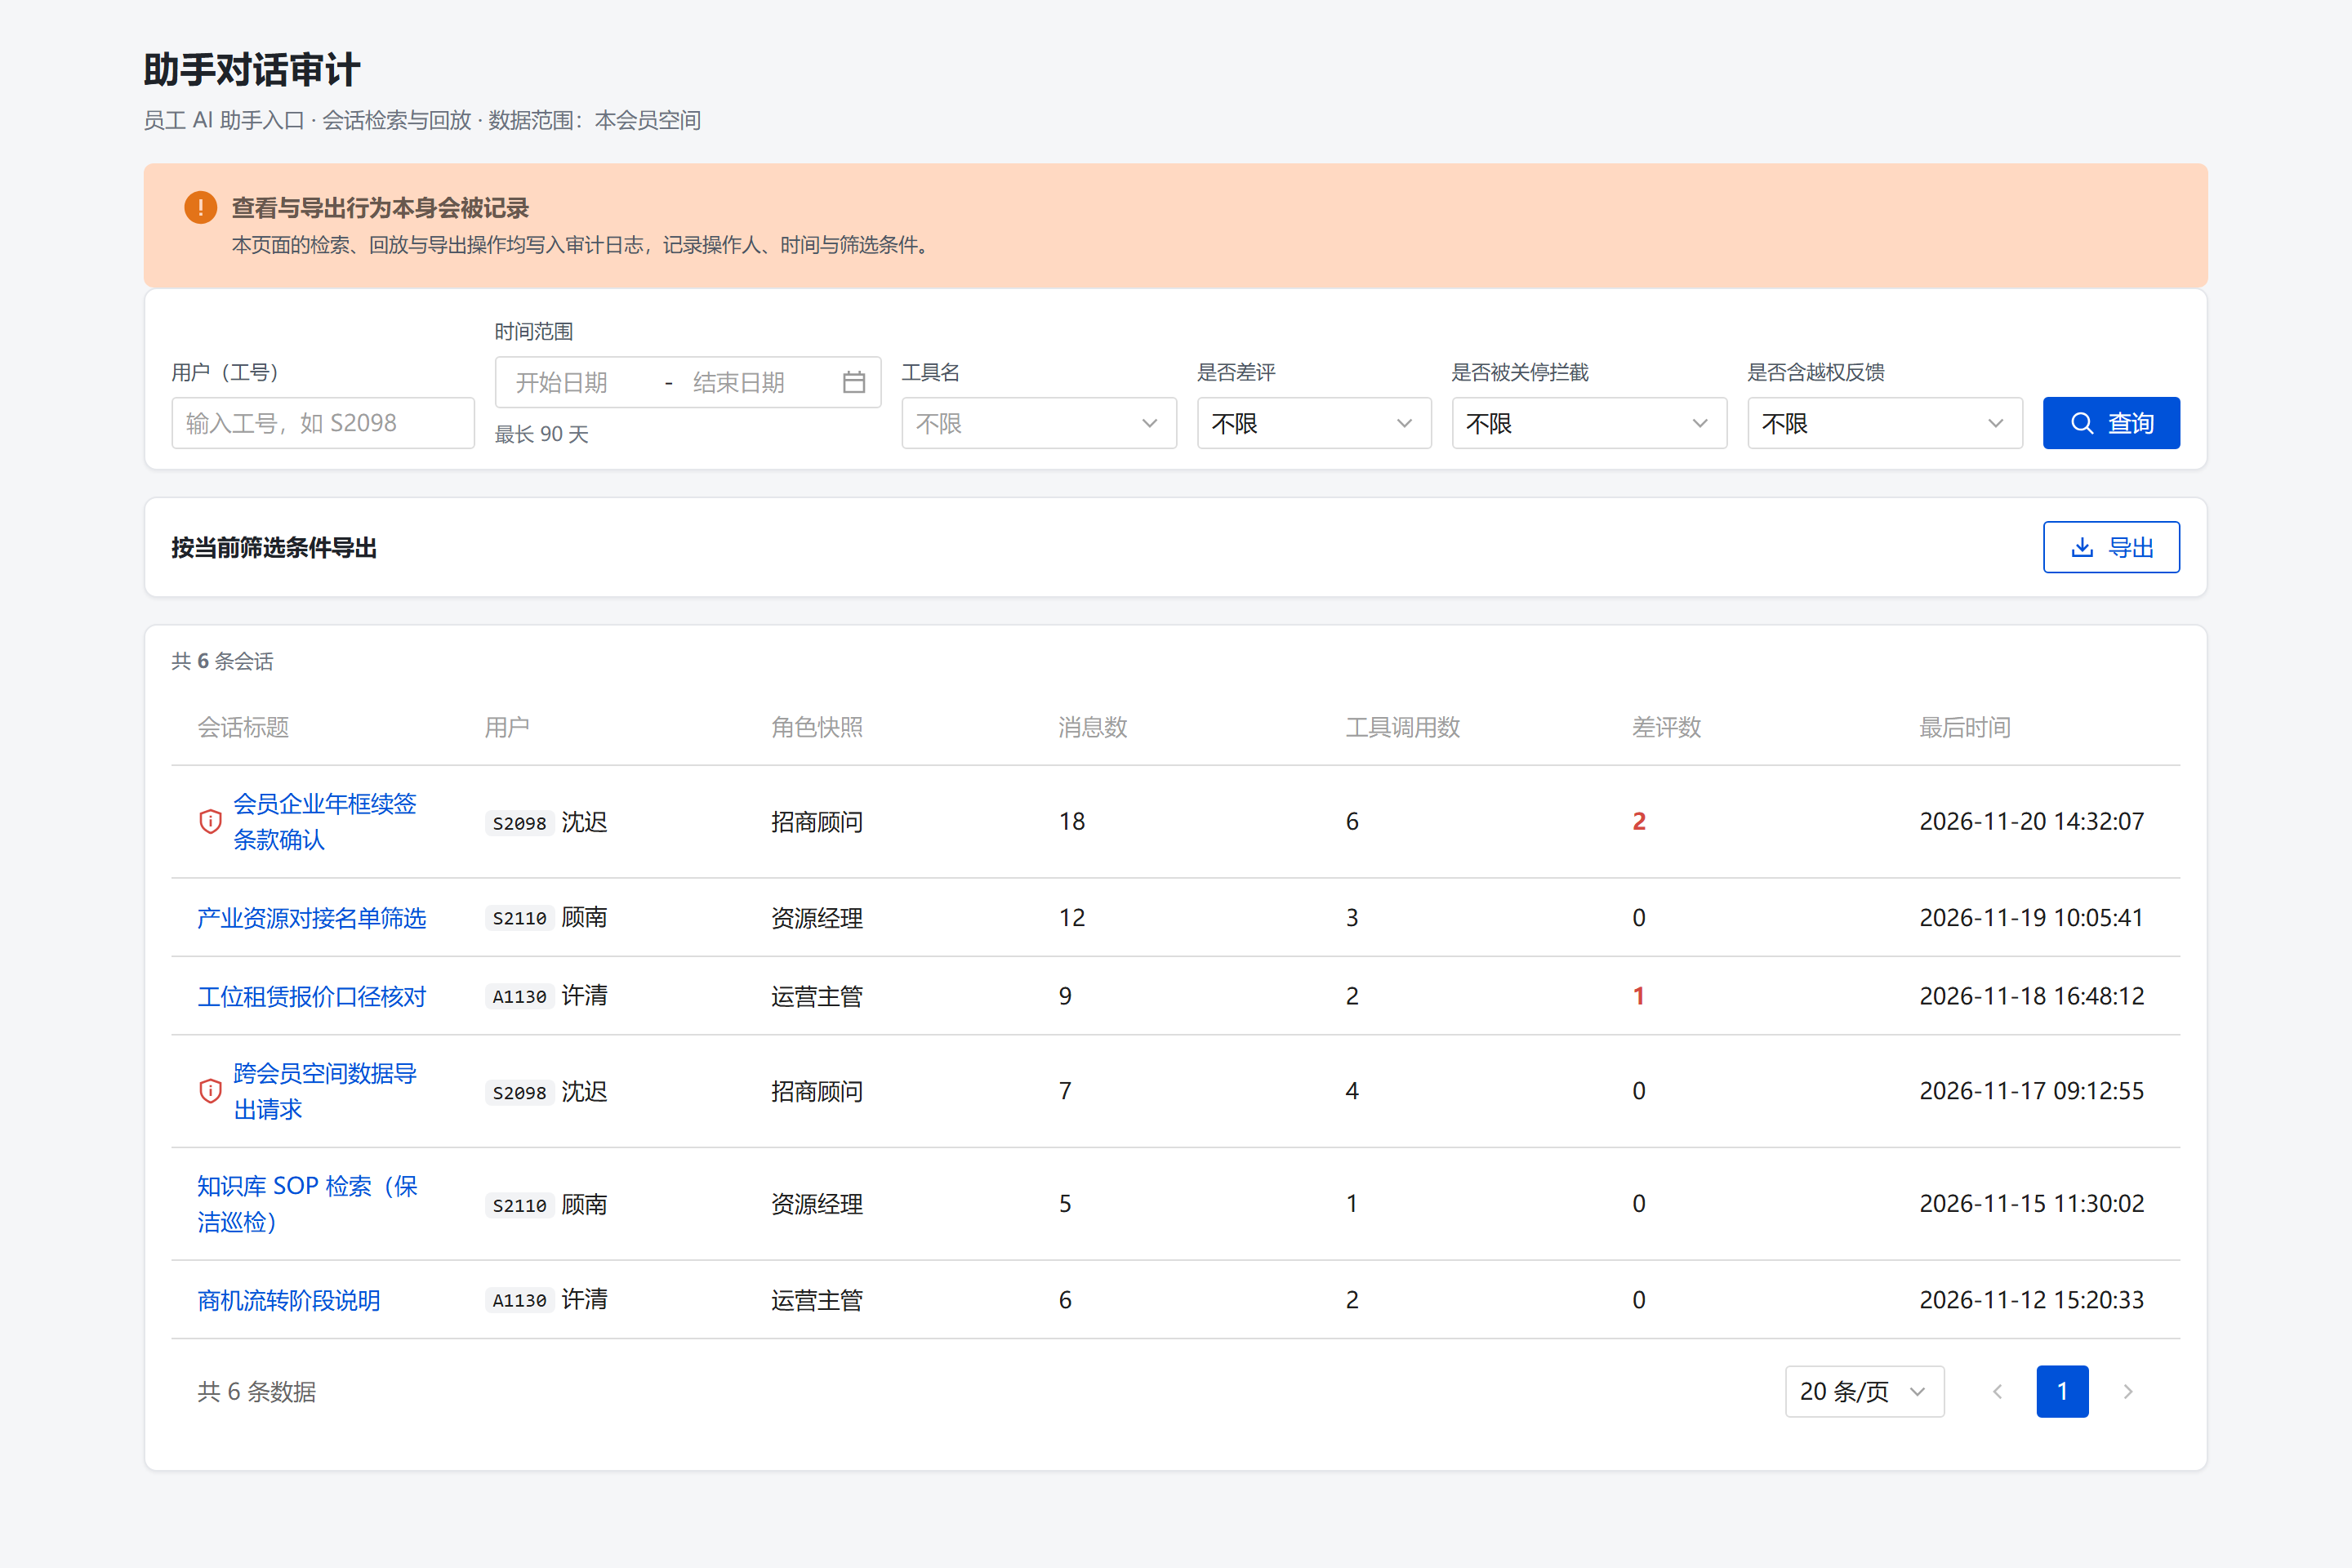 助手对话审计
员工 AI 助手入口 · 会话检索与回放 · 数据范围：本会员空间
查看与导出行为本身会被记录
本页面的检索、回放与导出操作均写入审计日志，记录操作人、时间与筛选条件。
用户（工号）
输入工号，如 S2098
时间范围
开始日期 - 结束日期
最长 90 天
工具名
不限
是否差评
不限
是否被关停拦截
不限
是否含越权反馈
不限
查询
按当前筛选条件导出
导出
共 6 条会话
会话标题 用户 角色快照 消息数 工具调用数 差评数 最后时间
会员企业年框续签
条款确认
S2098 沈迟 招商顾问 18 6 2 2026-11-20 14:32:07
产业资源对接名单筛选 S2110 顾南 资源经理 12 3 0 2026-11-19 10:05:41
工位租赁报价口径核对 A1130 许清 运营主管 9 2 1 2026-11-18 16:48:12
跨会员空间数据导
出请求
S2098 沈迟 招商顾问 7 4 0 2026-11-17 09:12:55
知识库 SOP 检索（保
洁巡检）
S2110 顾南 资源经理 5 1 0 2026-11-15 11:30:02
商机流转阶段说明 A1130 许清 运营主管 6 2 0 2026-11-12 15:20:33
共 6 条数据
20 条/页
1